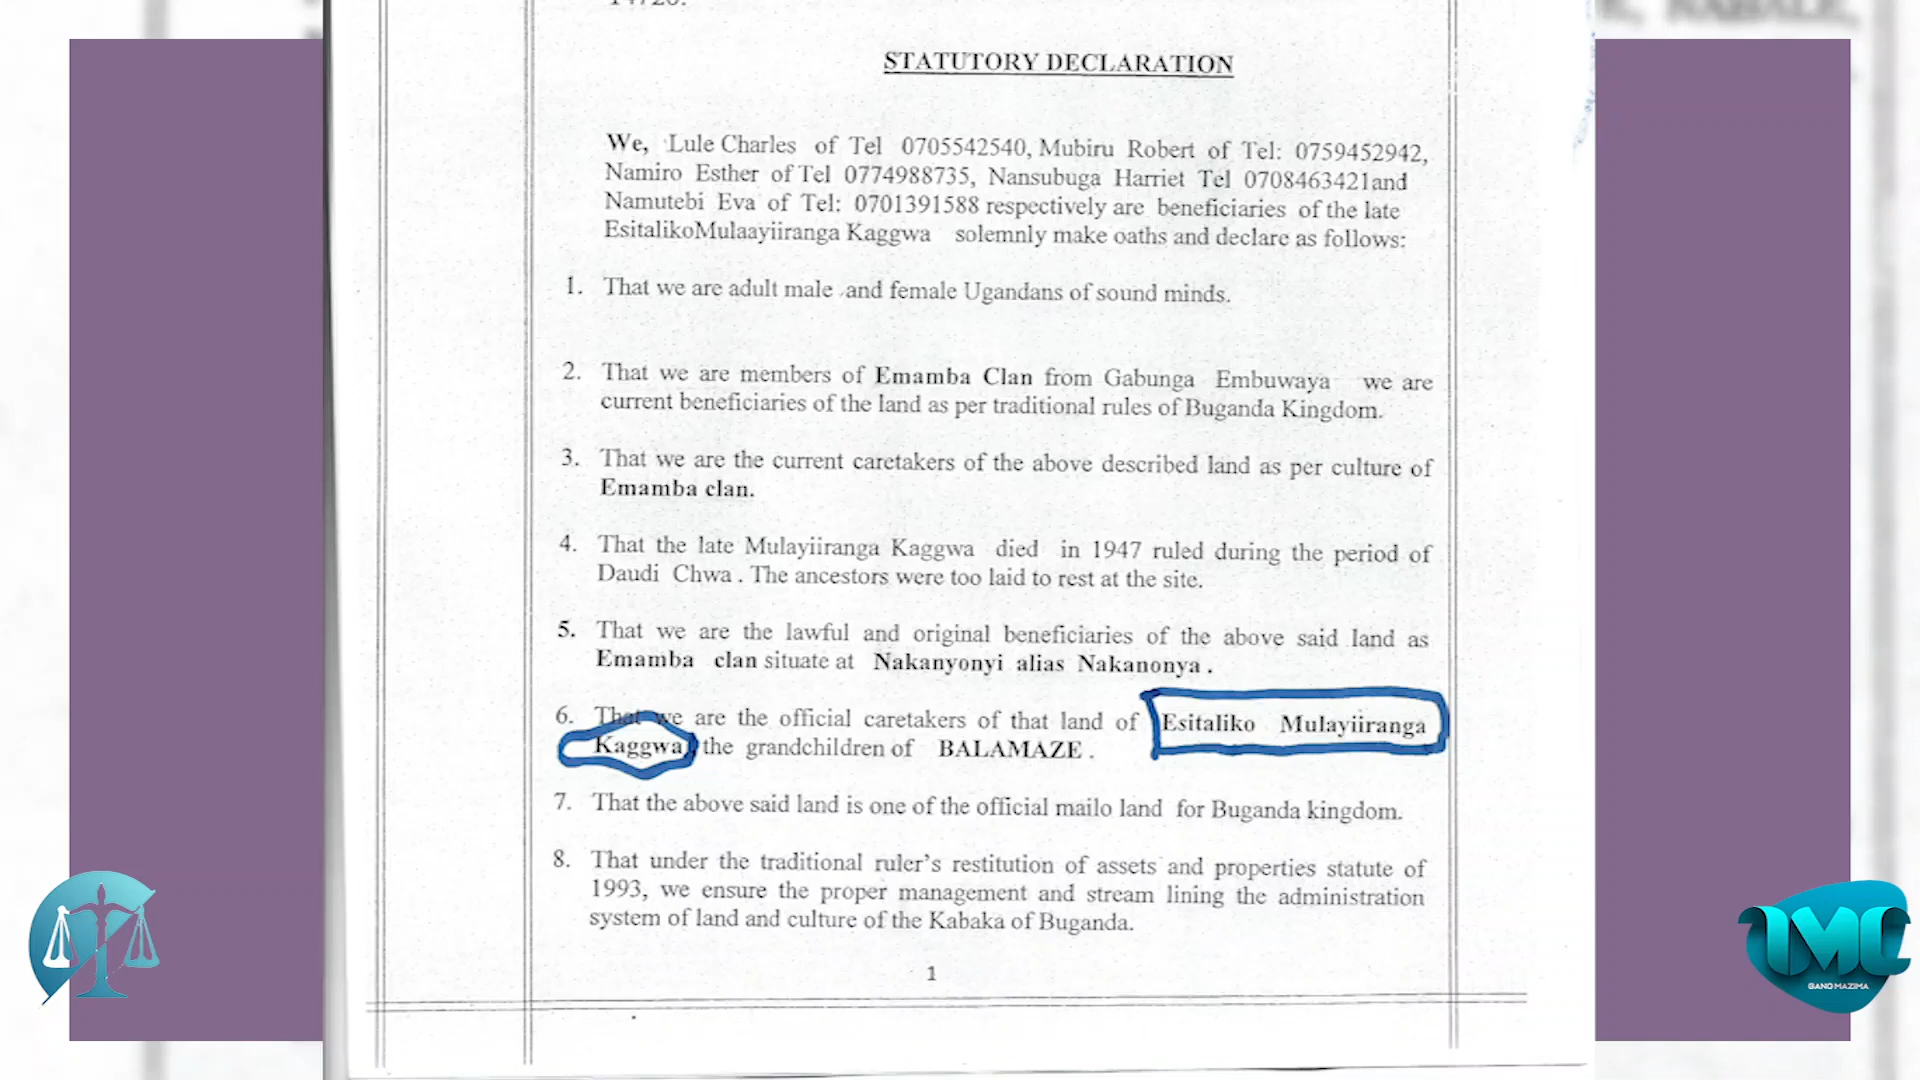 STATUTORY DECLARATION
We, Lule Charles of Tel 0705542540, Mubiru Robert of Tel: 0759452942,
Namiro Esther of Tel 0774988735, Nansubuga Harriet Tel 0708463421and
Namutebi Eva of Tel: 0701391588 respectively are beneficiaries of the late
EsitalikoMulaayiiranga Kaggwa solemnly make oaths and declare as follows:
1. That we are adult male and female Ugandans of sound minds.
2. That we are members of Emamba Clan from Gabunga Embuwaya we are
current beneficiaries of the land as per traditional rules of Buganda Kingdom.
3. That we are the current caretakers of the above described land as per culture of
Emamba clan.
4. That the late Mulayiiranga Kaggwa died in 1947 ruled during the period of
Daudi Chwa . The ancestors were too laid to rest at the site.
5. That we are the lawful and original beneficiaries of the above said land as
Emamba clan situate at Nakanyonyi alias Nakanonya .
6. That we are the official caretakers of that land of Esitaliko Mulayiiranga
Kaggwa, the grandchildren of BALAMAZE .
7. That the above said land is one of the official mailo land for Buganda kingdom.
8. That under the traditional ruler's restitution of assets and properties statute of
1993, we ensure the proper management and stream lining the administration
system of land and culture of the Kabaka of Buganda.
1
GANO MAZIMA